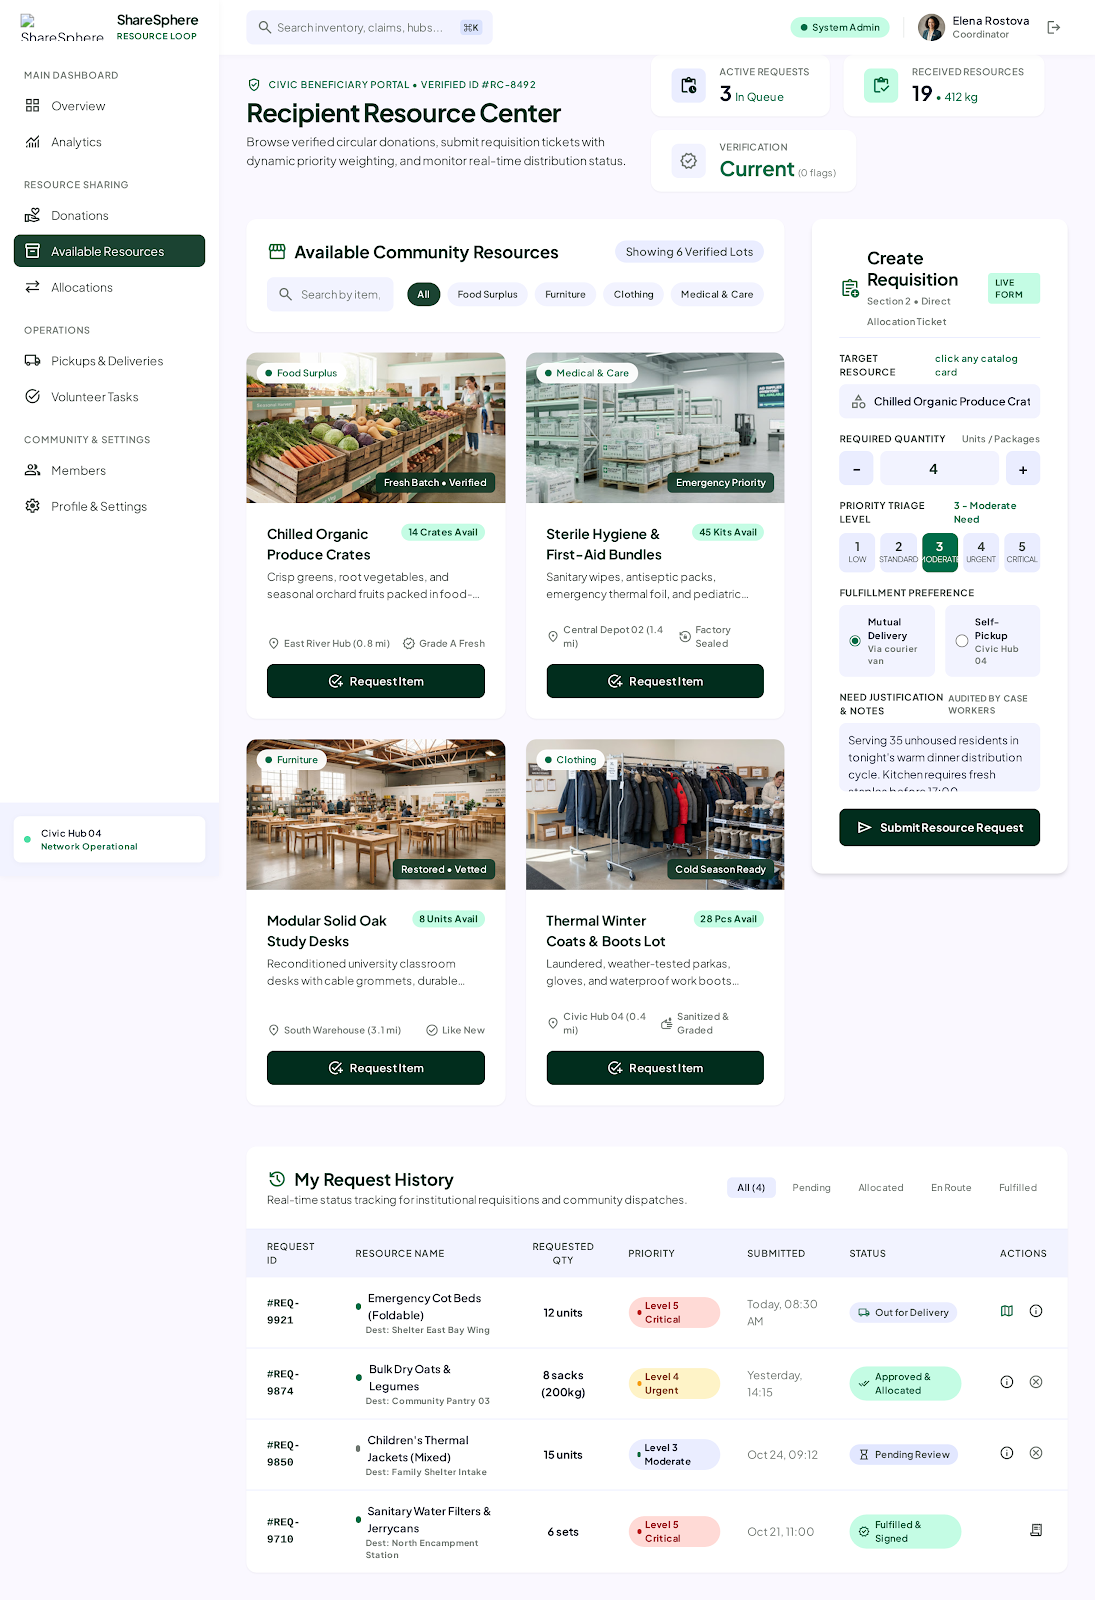 ShareSphere
ShareSphere
RESOURCE LOOP
Search inventory, claims, hubs...
⌘K
System Admin
Elena Rostova
Coordinator
MAIN DASHBOARD
Overview
Analytics
RESOURCE SHARING
Donations
Available Resources
Allocations
OPERATIONS
Pickups & Deliveries
Volunteer Tasks
COMMUNITY & SETTINGS
Members
Profile & Settings
Civic Hub 04
Network Operational
CIVIC BENEFICIARY PORTAL • VERIFIED ID #RC-8492
Recipient Resource Center
Browse verified circular donations, submit requisition tickets with
dynamic priority weighting, and monitor real-time distribution status.
ACTIVE REQUESTS
3 In Queue
RECEIVED RESOURCES
19 • 412 kg
VERIFICATION
Current (0 flags)
Available Community Resources
Showing 6 Verified Lots
Search by item,
All
Food Surplus
Furniture
Clothing
Medical & Care
Food Surplus
Fresh Batch • Verified
Chilled Organic
Produce Crates
14 Crates Avail
Crisp greens, root vegetables, and
seasonal orchard fruits packed in food-...
East River Hub (0.8 mi)
Grade A Fresh
Request Item
Medical & Care
Emergency Priority
Sterile Hygiene &
First-Aid Bundles
45 Kits Avail
Sanitary wipes, antiseptic packs,
emergency thermal foil, and pediatric...
Central Depot 02 (1.4
mi)
Factory
Sealed
Request Item
Furniture
Restored • Vetted
Modular Solid Oak
Study Desks
8 Units Avail
Reconditioned university classroom
desks with cable grommets, durable...
South Warehouse (3.1 mi)
Like New
Request Item
Clothing
Cold Season Ready
Thermal Winter
Coats & Boots Lot
28 Pcs Avail
Laundered, weather-tested parkas,
gloves, and waterproof work boots...
Civic Hub 04 (0.4
mi)
Sanitized &
Graded
Request Item
Create
Requisition
Section 2 • Direct
Allocation Ticket
LIVE
FORM
TARGET
RESOURCE
click any catalog
card
Chilled Organic Produce Crat
REQUIRED QUANTITY
Units / Packages
−
4
+
PRIORITY TRIAGE
LEVEL
3 - Moderate
Need
1
LOW
2
STANDARD
3
MODERATE
4
URGENT
5
CRITICAL
FULFILLMENT PREFERENCE
Mutual
Delivery
Via courier
van
Self-
Pickup
Civic Hub
04
NEED JUSTIFICATION
& NOTES
AUDITED BY CASE
WORKERS
Serving 35 unhoused residents in
tonight's warm dinner distribution
cycle. Kitchen requires fresh
staples before 17:00
Submit Resource Request
My Request History
Real-time status tracking for institutional requisitions and community dispatches.
All (4)
Pending
Allocated
En Route
Fulfilled
REQUEST
ID
RESOURCE NAME
REQUESTED
QTY
PRIORITY
SUBMITTED
STATUS
ACTIONS
#REQ-
9921
Emergency Cot Beds
(Foldable)
Dest: Shelter East Bay Wing
12 units
Level 5
Critical
Today, 08:30
AM
Out for Delivery
#REQ-
9874
Bulk Dry Oats &
Legumes
Dest: Community Pantry 03
8 sacks
(200kg)
Level 4
Urgent
Yesterday,
14:15
Approved &
Allocated
#REQ-
9850
Children's Thermal
Jackets (Mixed)
Dest: Family Shelter Intake
15 units
Level 3
Moderate
Oct 24, 09:12
Pending Review
#REQ-
9710
Sanitary Water Filters &
Jerrycans
Dest: North Encampment
Station
6 sets
Level 5
Critical
Oct 21, 11:00
Fulfilled &
Signed